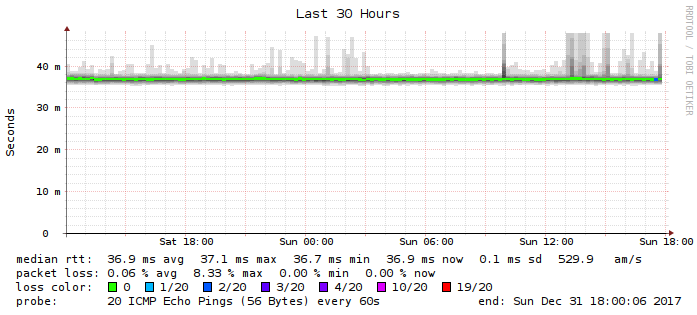 Last 30 Hours
RRDTOOL / TOBI OETIKER
Seconds
40 m
30 m
20 m
10 m
0
Sat 18:00 Sun 00:00 Sun 06:00 Sun 12:00 Sun 18:00
median rtt: 36.9 ms avg 37.1 ms max 36.7 ms min 36.9 ms now 0.1 ms sd 529.9 am/s
packet loss: 0.06 % avg 8.33 % max 0.00 % min 0.00 % now
loss color: 0 1/20 2/20 3/20 4/20 10/20 19/20
probe: 20 ICMP Echo Pings (56 Bytes) every 60s end: Sun Dec 31 18:00:06 2017